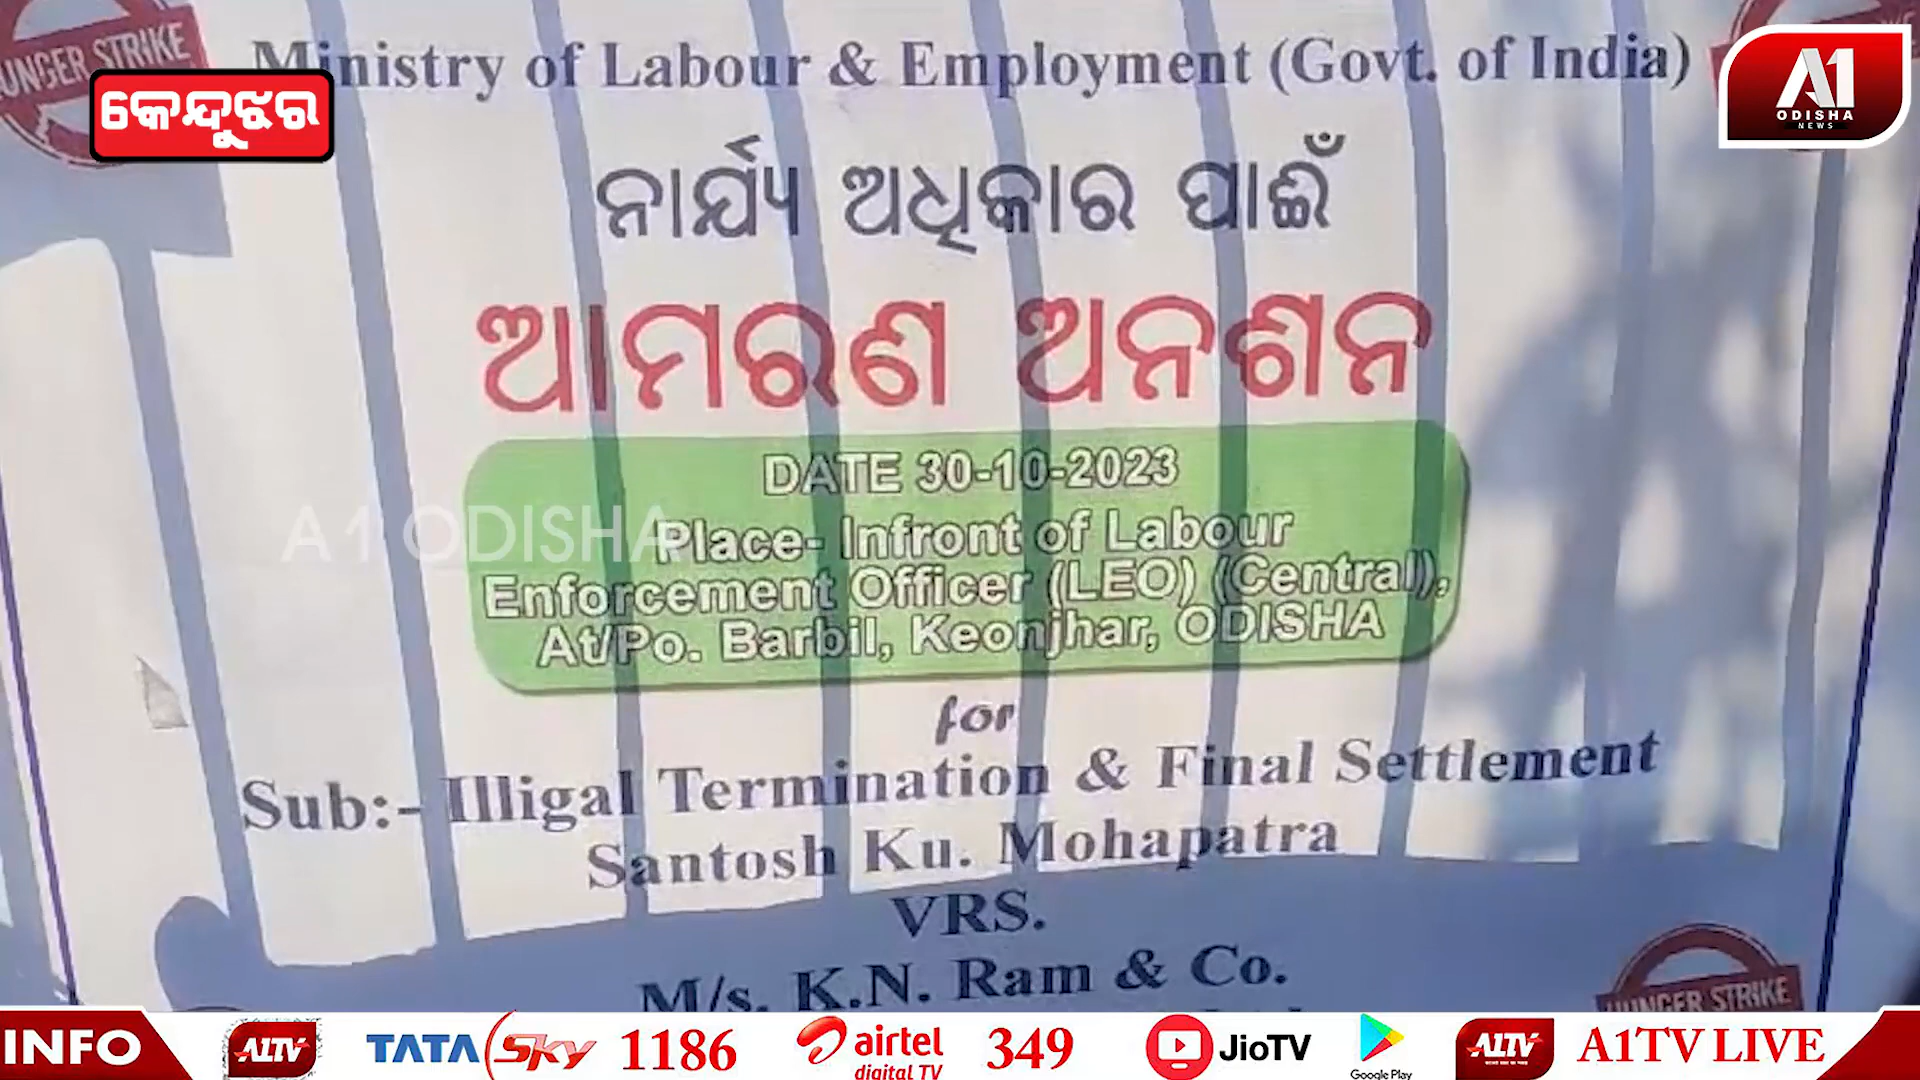 HUNGER STRIKE
Ministry of Labour & Employment (Govt. of India)
କେନ୍ଦୁଝର
A1
ODISHA
NEWS
ନାର୍ଯ୍ୟ ଅଧିକାର ପାଇଁ
ଆମରଣ ଅନଶନ
DATE 30-10-2023
A1 ODISHA
Place- Infront of Labour
Enforcement Officer (LEO) (Central),
At/Po. Barbil, Keonjhar, ODISHA
for
Sub:- Illigal Termination & Final Settlement
Santosh Ku. Mohapatra
VRS.
M/s. K.N. Ram & Co.
HUNGER STRIKE
INFO
A1TV
TATA Sky 1186
airtel digital TV 349
JioTV
Google Play
A1TV
A1TV LIVE